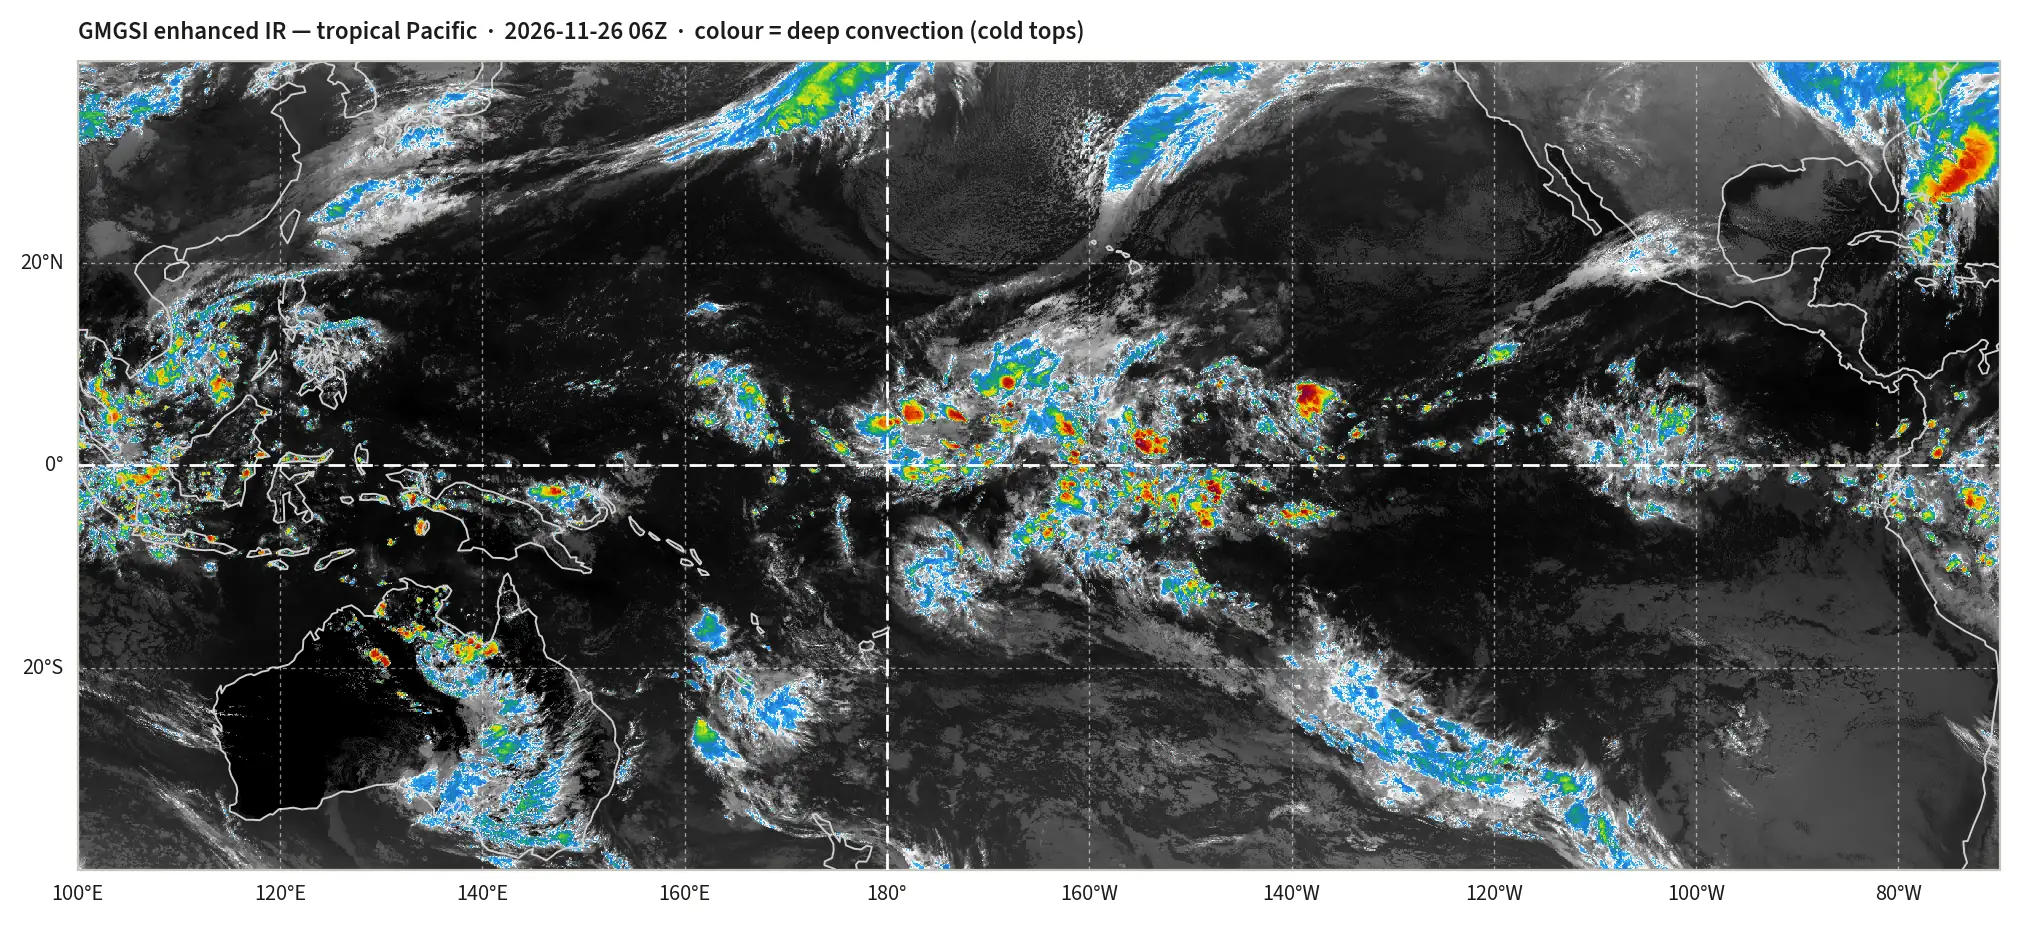 GMGSI enhanced IR — tropical Pacific · 2026-11-26 06Z · colour = deep convection (cold tops)
20°N
0°
20°S
100°E 120°E 140°E 160°E 180° 160°W 140°W 120°W 100°W 80°W